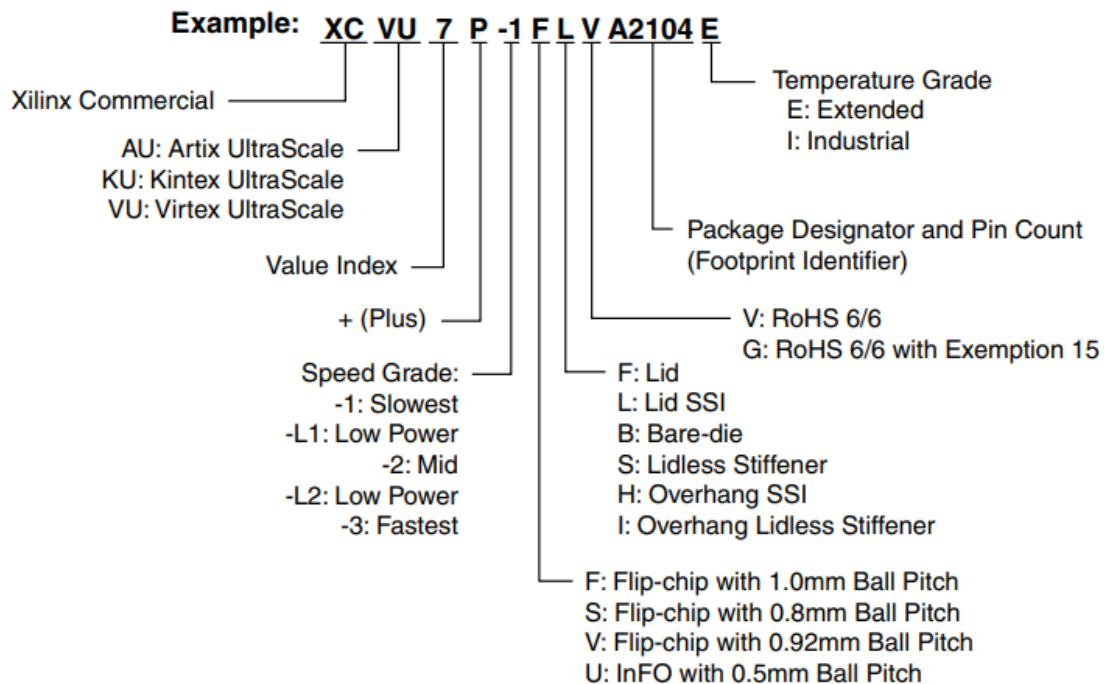 Example: XC VU 7 P -1 F L V A2104 E
Temperature Grade
E: Extended
I: Industrial
Xilinx Commercial
AU: Artix UltraScale
KU: Kintex UltraScale
VU: Virtex UltraScale
Package Designator and Pin Count
(Footprint Identifier)
Value Index
+ (Plus)
V: RoHS 6/6
G: RoHS 6/6 with Exemption 15
Speed Grade:
-1: Slowest
-L1: Low Power
-2: Mid
-L2: Low Power
-3: Fastest
F: Lid
L: Lid SSI
B: Bare-die
S: Lidless Stiffener
H: Overhang SSI
I: Overhang Lidless Stiffener
F: Flip-chip with 1.0mm Ball Pitch
S: Flip-chip with 0.8mm Ball Pitch
V: Flip-chip with 0.92mm Ball Pitch
U: InFO with 0.5mm Ball Pitch